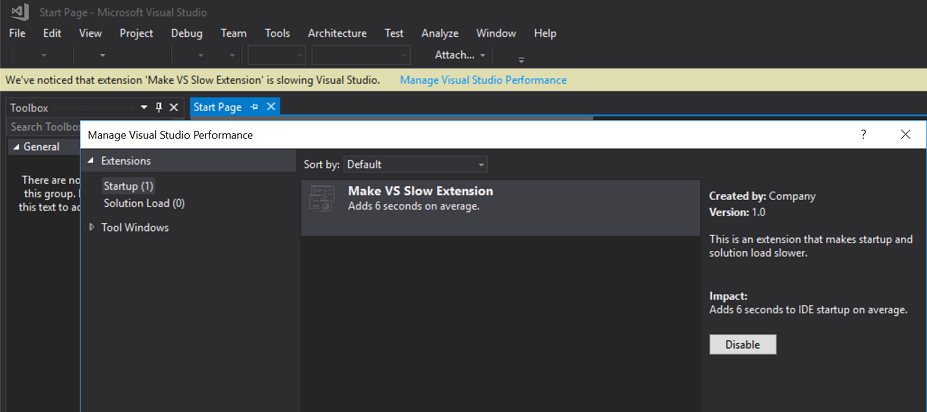 Start Page - Microsoft Visual Studio
File Edit View Project Debug Team Tools Architecture Test Analyze Window Help
Attach...
We've noticed that extension 'Make VS Slow Extension' is slowing Visual Studio. Manage Visual Studio Performance
Toolbox
Start Page
Search Toolbox
General
There are no
this group.
this text to ad
Manage Visual Studio Performance
Extensions
Startup (1)
Solution Load (0)
Tool Windows
Sort by: Default
Make VS Slow Extension
Adds 6 seconds on average.
Created by: Company
Version: 1.0
This is an extension that makes startup and
solution load slower.
Impact:
Adds 6 seconds to IDE startup on average.
Disable